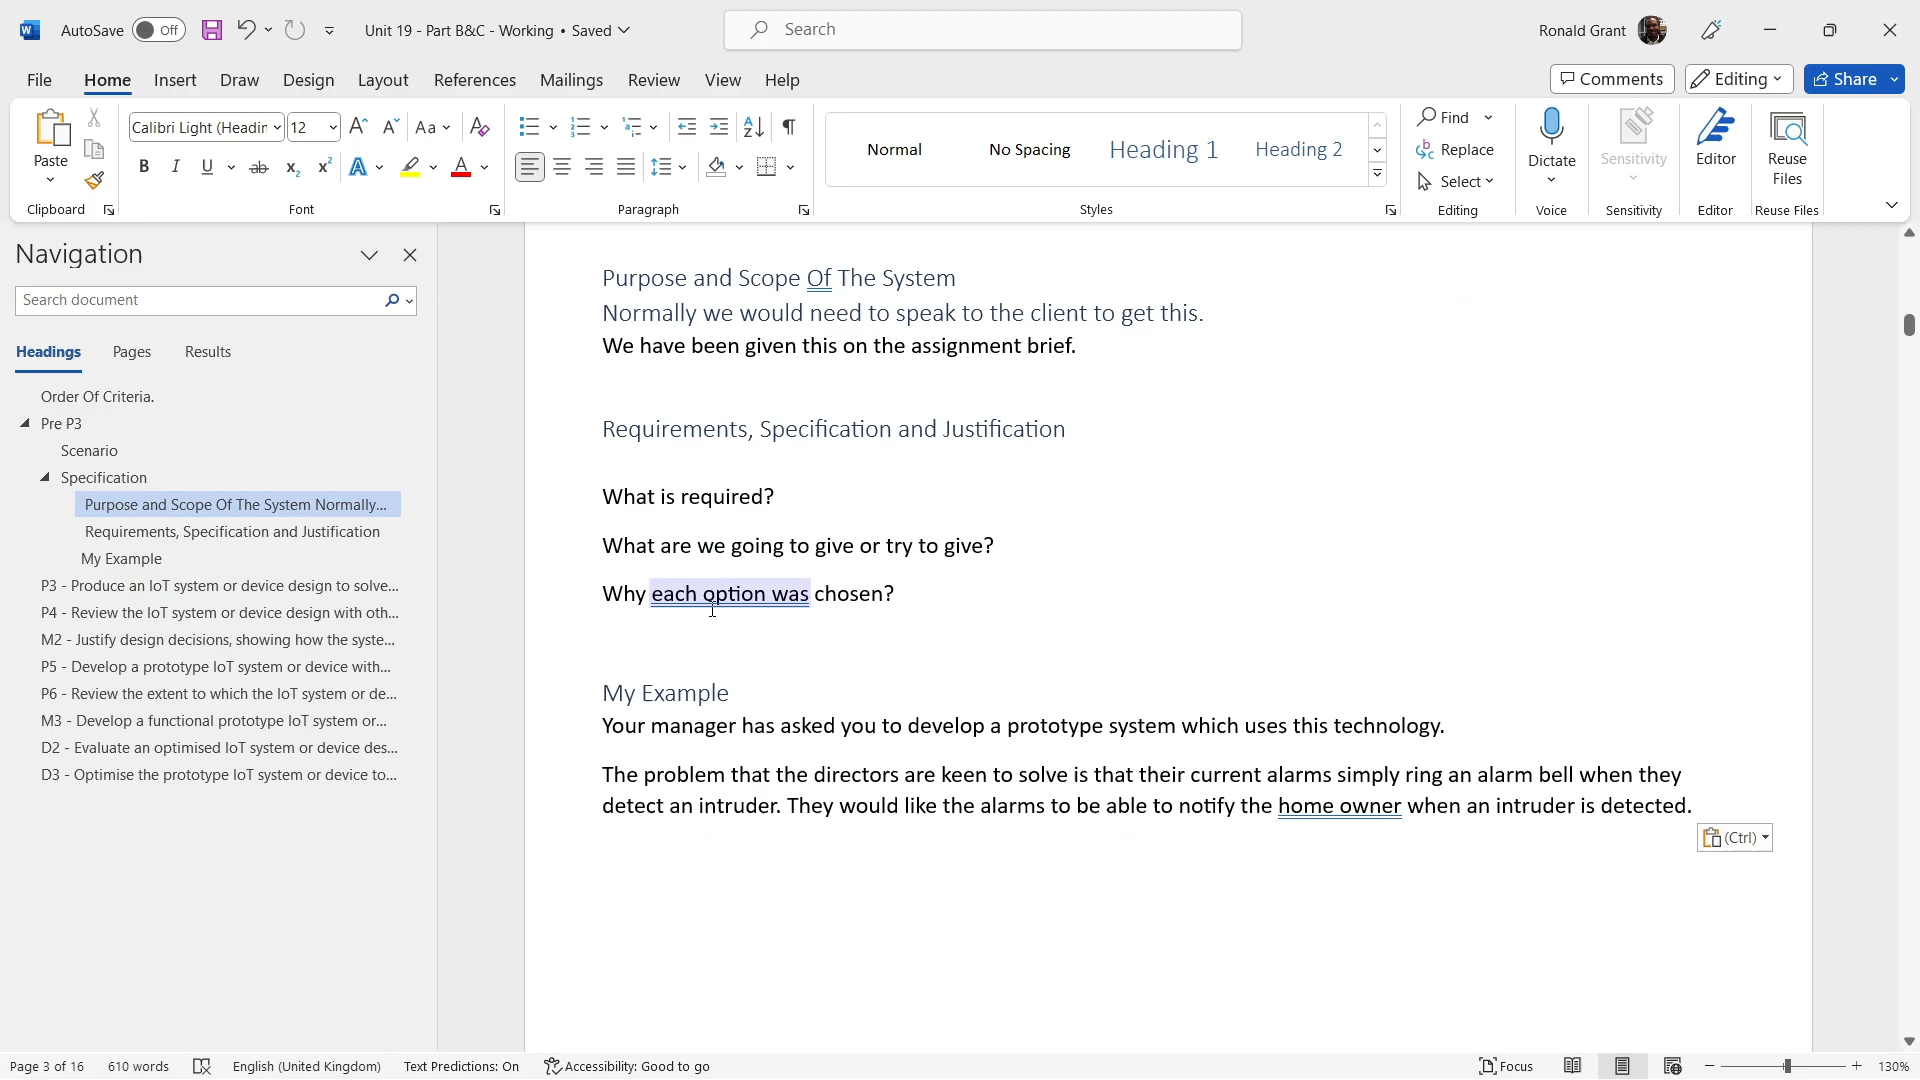 AutoSave Off Unit 19 - Part B&C - Working • Saved Search Ronald Grant
File Home Insert Draw Design Layout References Mailings Review View Help Comments Editing Share
Paste
Clipboard
Calibri Light (Headin 12 Aa
B I U ab x₂ x² A A
Font
Paragraph
Normal No Spacing Heading 1 Heading 2
Styles
Find
Replace
Select
Editing
Dictate
Voice
Sensitivity
Sensitivity
Editor
Editor
Reuse
Files
Reuse Files
Navigation
Search document
Headings Pages Results
Order Of Criteria.
Pre P3
Scenario
Specification
Purpose and Scope Of The System Normally...
Requirements, Specification and Justification
My Example
P3 - Produce an IoT system or device design to solve...
P4 - Review the IoT system or device design with oth...
M2 - Justify design decisions, showing how the syste...
P5 - Develop a prototype IoT system or device with...
P6 - Review the extent to which the IoT system or de...
M3 - Develop a functional prototype IoT system or...
D2 - Evaluate an optimised IoT system or device des...
D3 - Optimise the prototype IoT system or device to...
Purpose and Scope Of The System
Normally we would need to speak to the client to get this.
We have been given this on the assignment brief.
Requirements, Specification and Justification
What is required?
What are we going to give or try to give?
Why each option was chosen?
My Example
Your manager has asked you to develop a prototype system which uses this technology.
The problem that the directors are keen to solve is that their current alarms simply ring an alarm bell when they
detect an intruder. They would like the alarms to be able to notify the home owner when an intruder is detected.
(Ctrl)
Page 3 of 16 610 words English (United Kingdom) Text Predictions: On Accessibility: Good to go Focus 130%